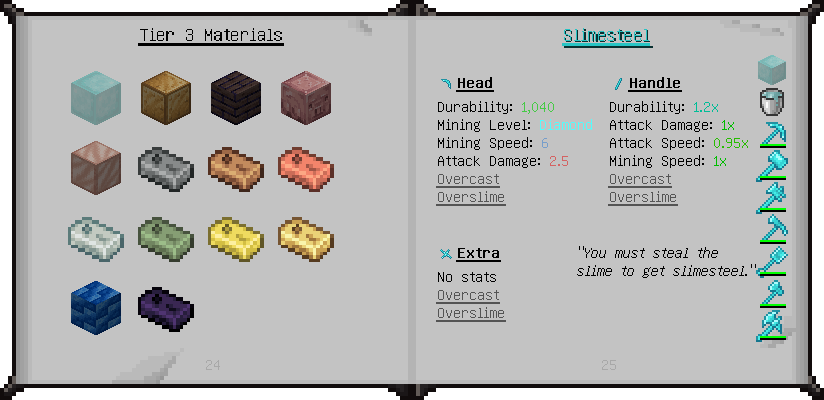 Tier 3 Materials
24
Slimesteel
Head
Durability: 1,040
Mining Level: Diamond
Mining Speed: 6
Attack Damage: 2.5
Overcast
Overslime
Handle
Durability: 1.2x
Attack Damage: 1x
Attack Speed: 0.95x
Mining Speed: 1x
Overcast
Overslime
Extra
No stats
Overcast
Overslime
"You must steal the
slime to get slimesteel."
25